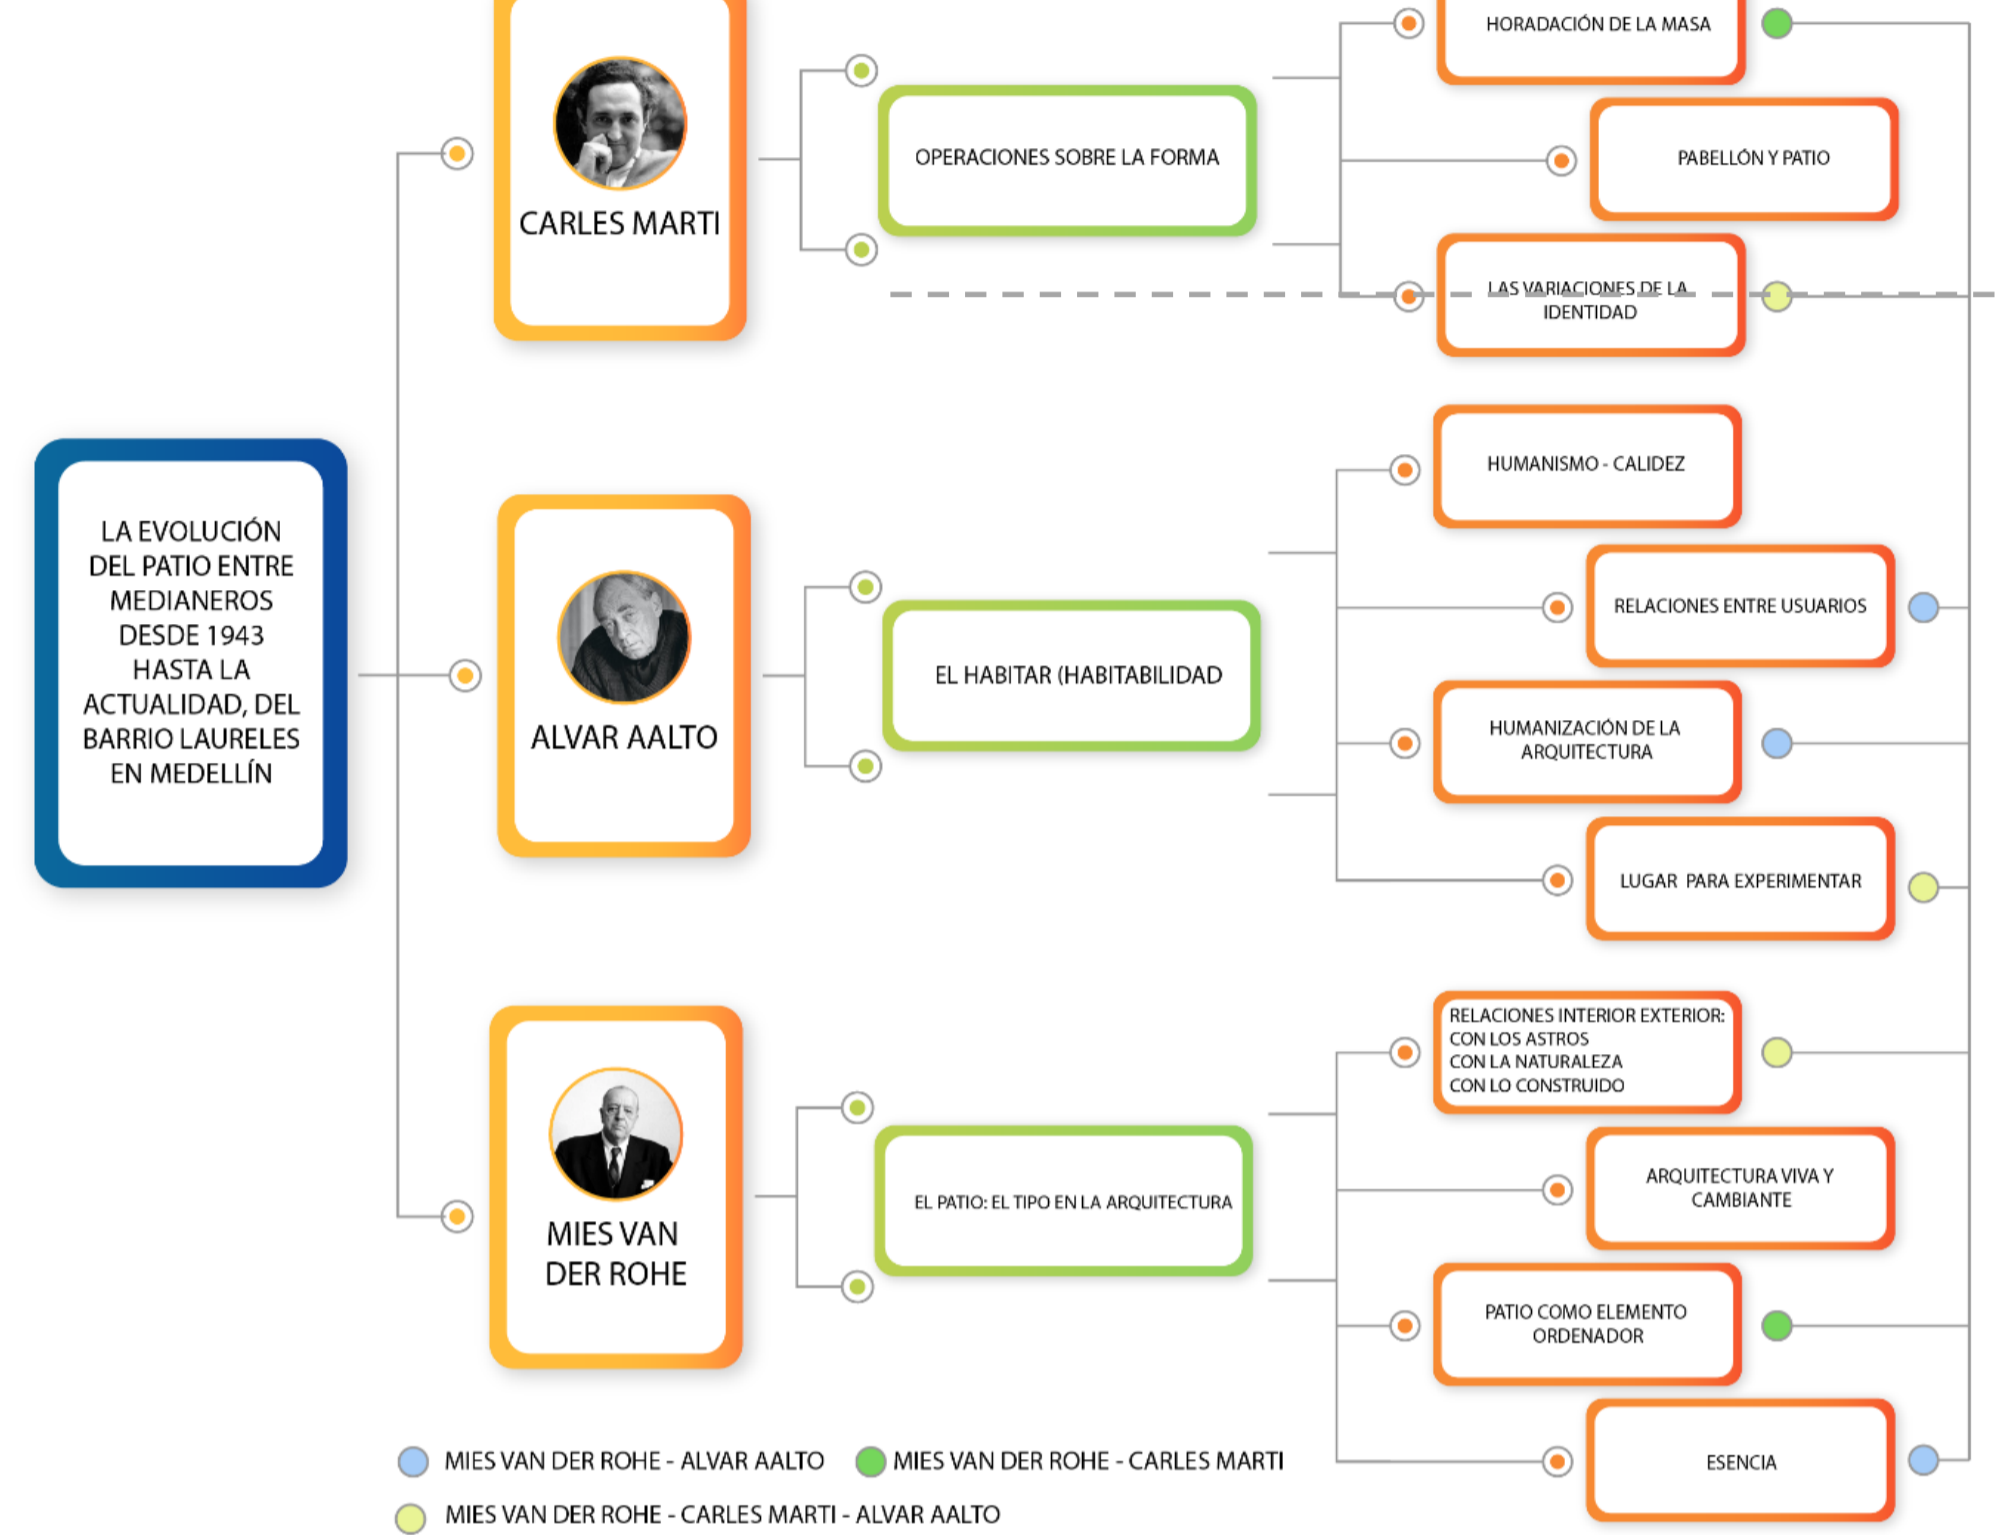 HORADACIÓN DE LA MASA
PABELLÓN Y PATIO
OPERACIONES SOBRE LA FORMA
CARLES MARTI
LAS VARIACIONES DE LA
IDENTIDAD
LA EVOLUCIÓN
DEL PATIO ENTRE
MEDIANEROS
DESDE 1943
HASTA LA
ACTUALIDAD, DEL
BARRIO LAURELES
EN MEDELLÍN
ALVAR AALTO
EL HABITAR (HABITABILIDAD
HUMANISMO - CALIDEZ
RELACIONES ENTRE USUARIOS
HUMANIZACIÓN DE LA
ARQUITECTURA
LUGAR PARA EXPERIMENTAR
MIES VAN
DER ROHE
EL PATIO: EL TIPO EN LA ARQUITECTURA
RELACIONES INTERIOR EXTERIOR:
CON LOS ASTROS
CON LA NATURALEZA
CON LO CONSTRUIDO
ARQUITECTURA VIVA Y
CAMBIANTE
PATIO COMO ELEMENTO
ORDENADOR
ESENCIA
MIES VAN DER ROHE - ALVAR AALTO
MIES VAN DER ROHE - CARLES MARTI
MIES VAN DER ROHE - CARLES MARTI - ALVAR AALTO